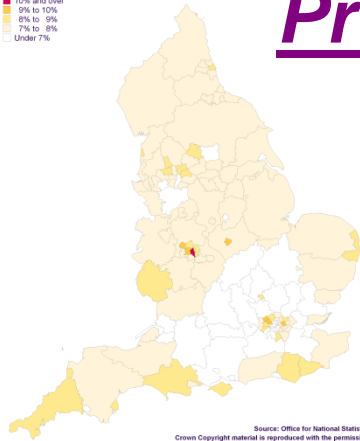 10% and over
9% to 10%
8% to 9%
7% to 8%
Under 7%
Pr
Source: Office for National Statis
Crown Copyright material is reproduced with the permiss